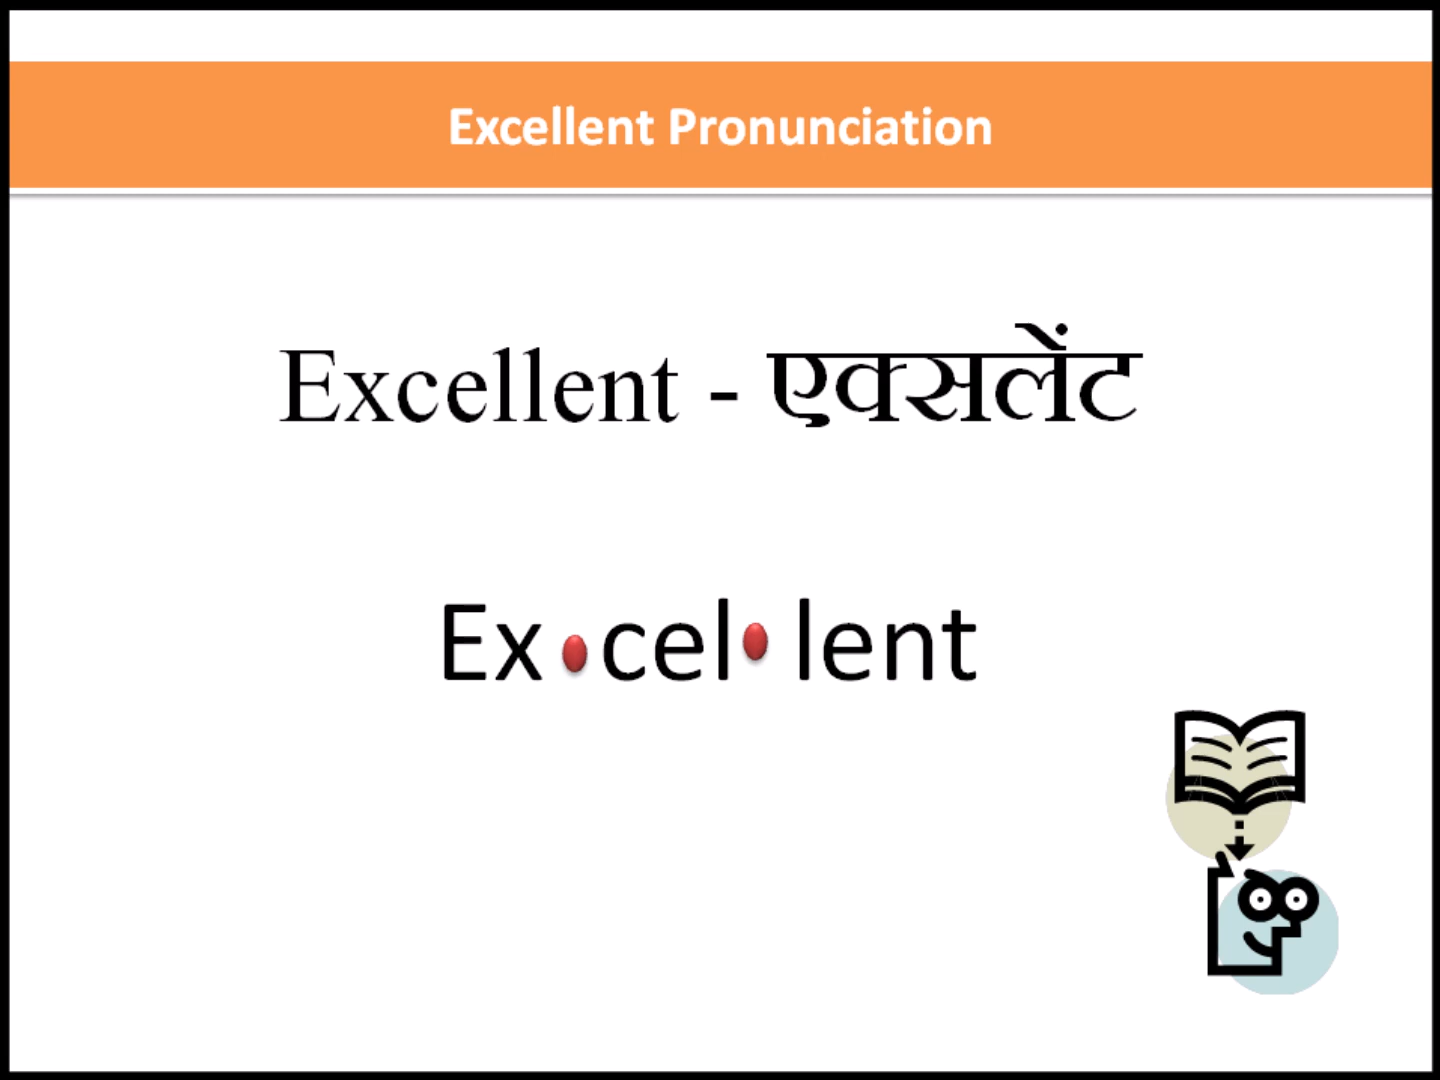 Excellent Pronunciation
Excellent - एक्सलेंट
Ex•cel•lent